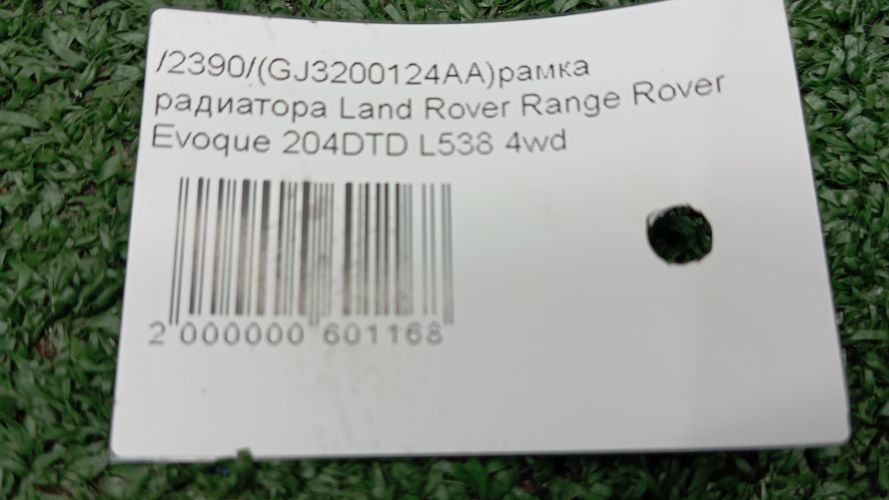 /2390/(GJ3200124AA)рамка
радиатора Land Rover Range Rover
Evoque 204DTD L538 4wd
2 000000 601168